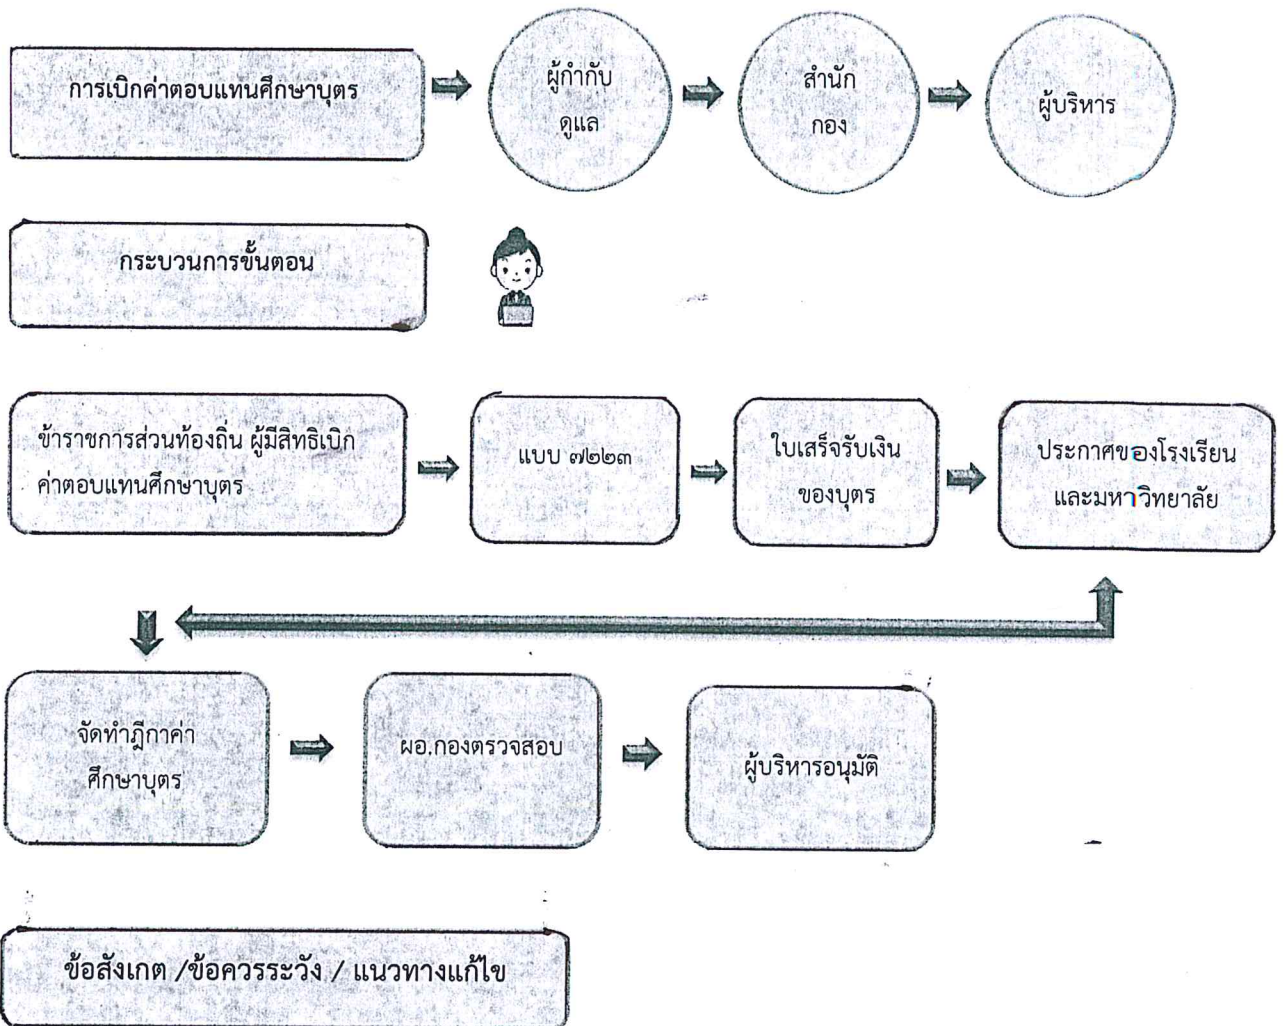 การเบิกค่าตอบแทนศึกษาบุตร
ผู้กำกับ
ดูแล
สำนัก
กอง
ผู้บริหาร
กระบวนการขั้นตอน
ข้าราชการส่วนท้องถิ่น ผู้มีสิทธิเบิก
ค่าตอบแทนศึกษาบุตร
แบบ ๗๒๒๓
ใบเสร็จรับเงิน
ของบุตร
ประกาศของโรงเรียน
และมหาวิทยาลัย
จัดทำฎีกาค่า
ศึกษาบุตร
ผอ.กองตรวจสอบ
ผู้บริหารอนุมัติ
ข้อสังเกต /ข้อควรระวัง / แนวทางแก้ไข